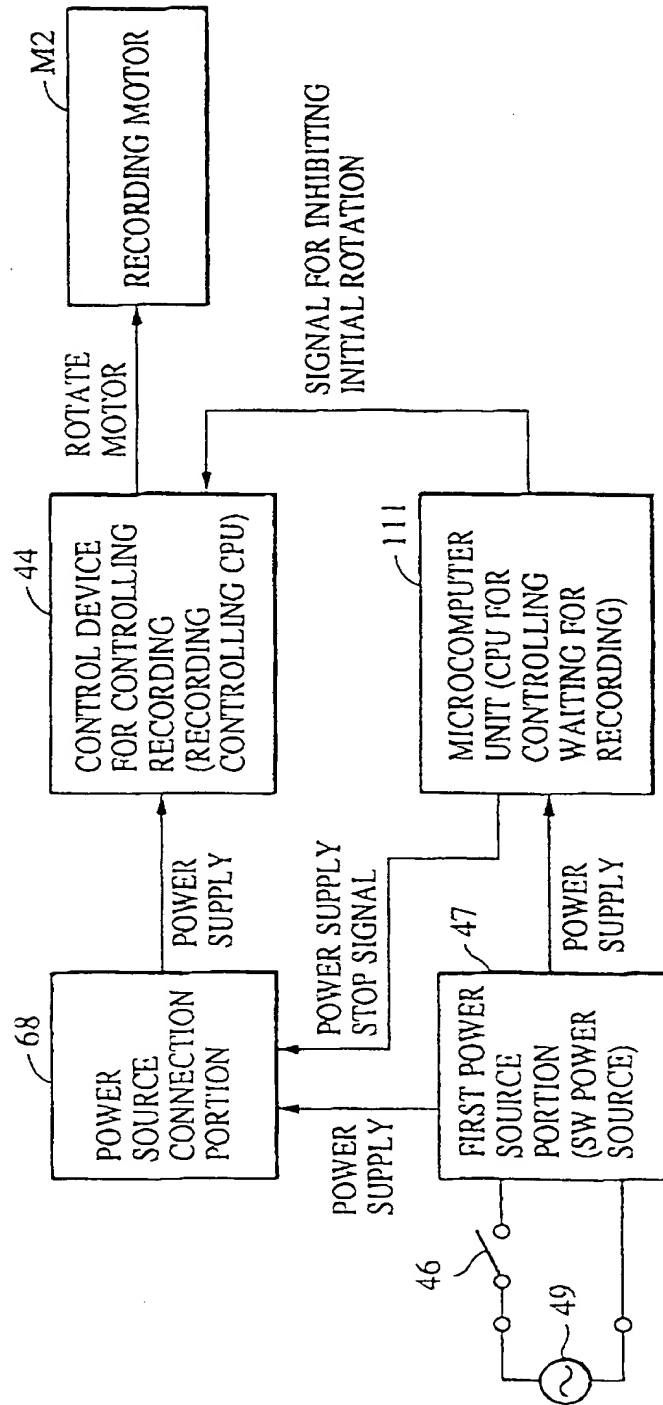 68
POWER
SOURCE
CONNECTION
PORTION
POWER
SUPPLY
44
CONTROL DEVICE
FOR CONTROLLING
RECORDING
(RECORDING
CONTROLLING CPU)
ROTATE
MOTOR
M2
RECORDING MOTOR
POWER
SUPPLY
POWER SUPPLY
STOP SIGNAL
SIGNAL FOR INHIBITING
INITIAL ROTATION
46
49
47
FIRST POWER
SOURCE
PORTION
(SW POWER
SOURCE)
POWER
SUPPLY
111
MICROCOMPUTER
UNIT (CPU FOR
CONTROLLING
WAITING FOR
RECORDING)